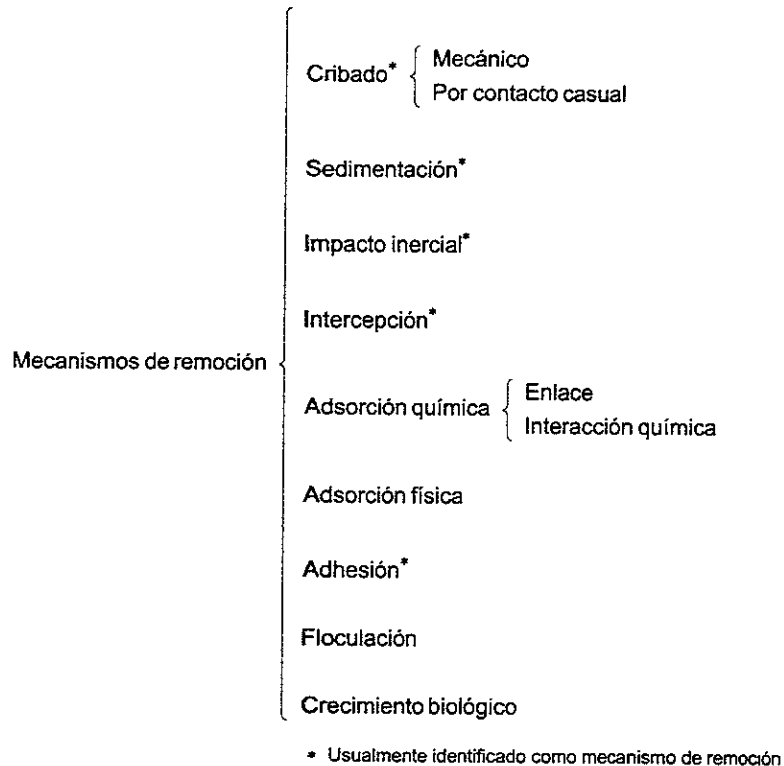 Cribado*
Mecánico
Por contacto casual
Sedimentación*
Impacto inercial*
Intercepción*
Mecanismos de remoción
Adsorción química
Enlace
Interacción química
Adsorción física
Adhesión*
Floculación
Crecimiento biológico
* Usualmente identificado como mecanismo de remoción